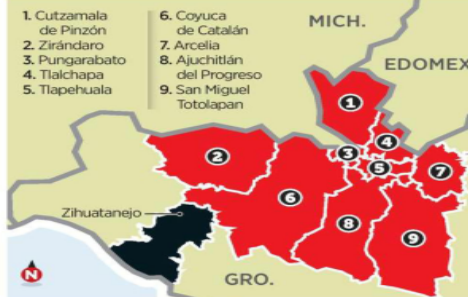 1. Cutzamala
de Pinzón
2. Zirándaro
3. Pungarabato
4. Tlalchapa
5. Tlapehuala
6. Coyuca
de Catalán
7. Arcelia
8. Ajuchitlán
del Progreso
9. San Miguel
Totolapan
MICH.
EDOMEX
1
2
3
4
5
6
7
8
9
Zihuatanejo
GRO.
N